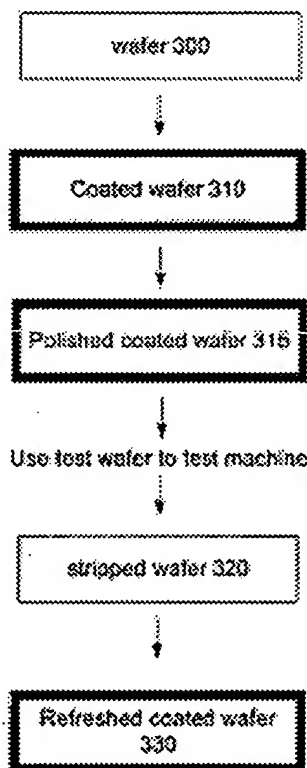 wafer 300
Coated wafer 310
Polished coated wafer 315
Use test wafer to test machine
stripped wafer 320
Refreshed coated wafer
330